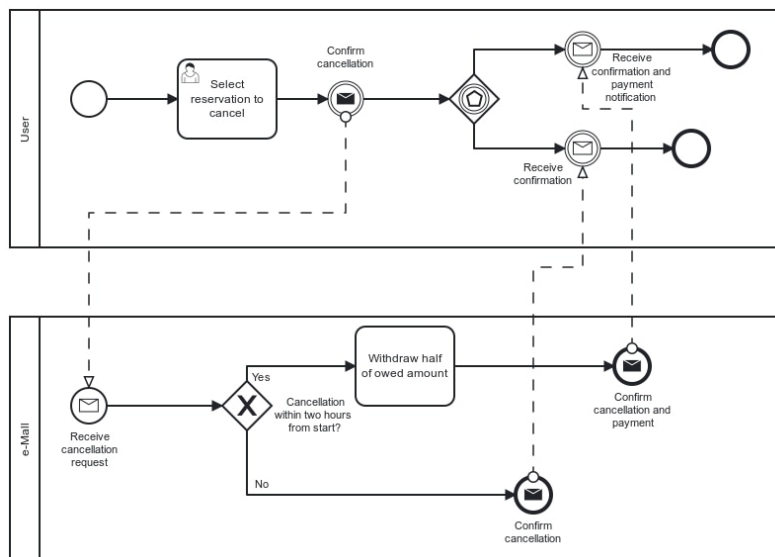 User
Select
reservation to
cancel
Confirm
cancellation
Receive
confirmation and
payment
notification
Receive
confirmation
e-Mall
Receive
cancellation
request
Yes
Cancellation
within two hours
from start?
No
Withdraw half
of owed amount
Confirm
cancellation and
payment
Confirm
cancellation